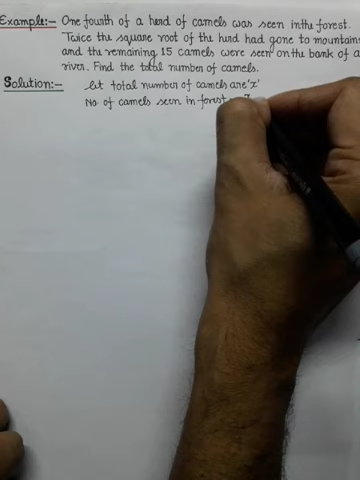 Example:- One fourth of a herd of camels was seen in the forest.
Twice the square root of the herd had gone to mountains
and the remaining 15 camels were seen on the bank of a
river. Find the total number of camels.
Solution:- let total number of camels are 'x'
No. of camels seen in forest